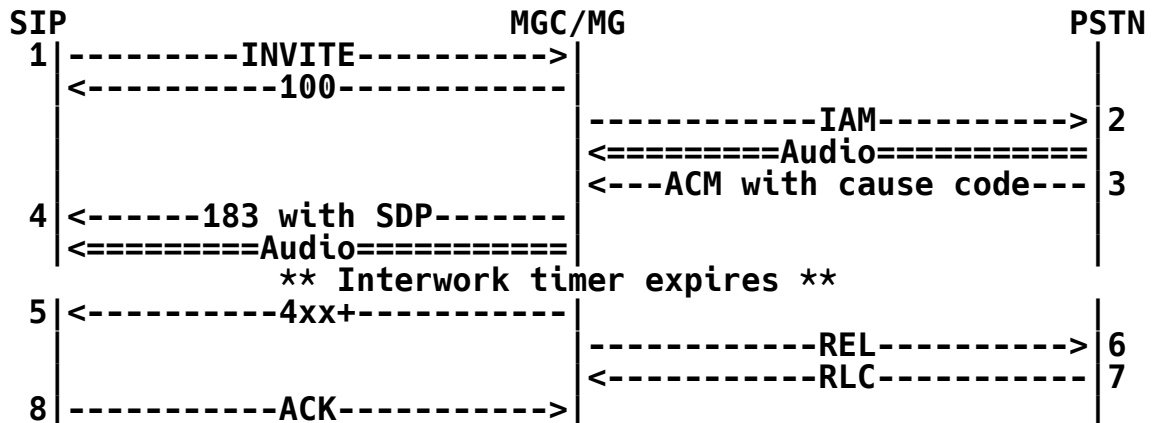 SIP                       MGC/MG                       PSTN
 1|---------INVITE---------->|                           |
  |<----------100------------|                           |
  |                          |------------IAM---------->|2
  |                          |<=========Audio===========|
  |                          |<---ACM with cause code---|3
 4|<------183 with SDP-------|                           |
  |<=========Audio===========|                           |
              ** Interwork timer expires **
 5|<----------4xx+-----------|                           |
  |                          |------------REL---------->|6
  |                          |<-----------RLC-----------|7
 8|-----------ACK----------->|                           |